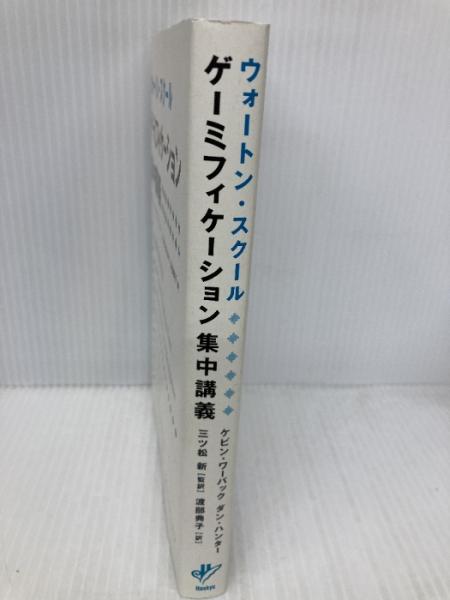 ウォートン・スクール
ゲーミフィケーション集中講義
ケビン・ワーバック ダン・ハンター
三ツ松 新[監訳] 渡部典子[訳]
Hankyu